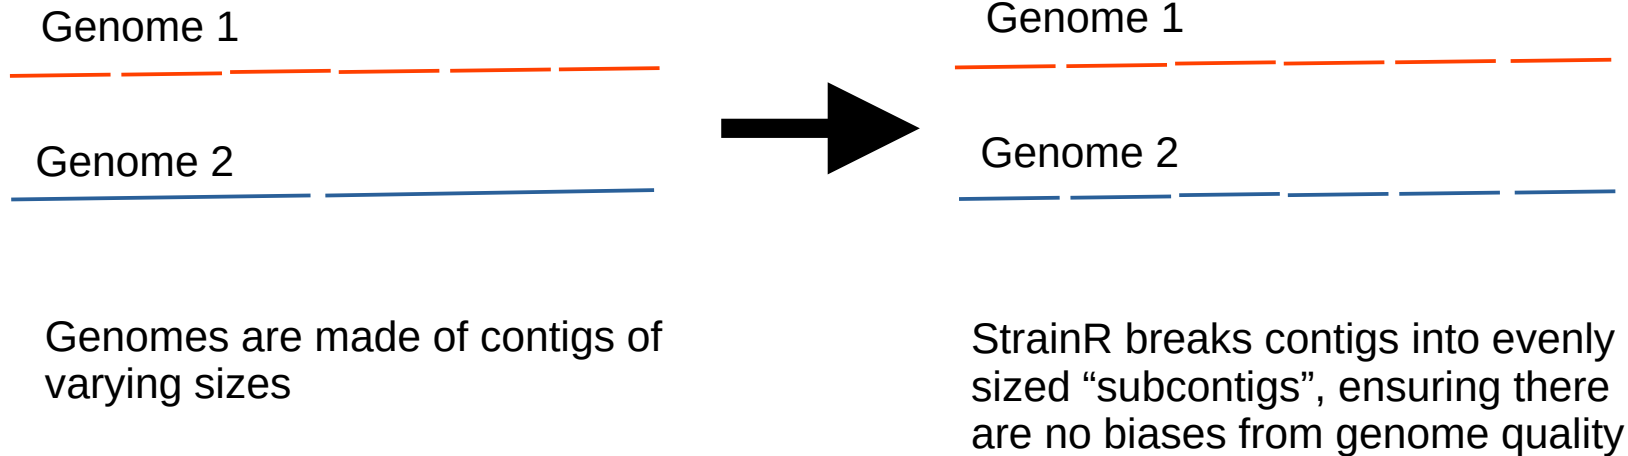 Genome 1
Genome 2
Genomes are made of contigs of
varying sizes
Genome 1
Genome 2
StrainR breaks contigs into evenly
sized “subcontigs”, ensuring there
are no biases from genome quality